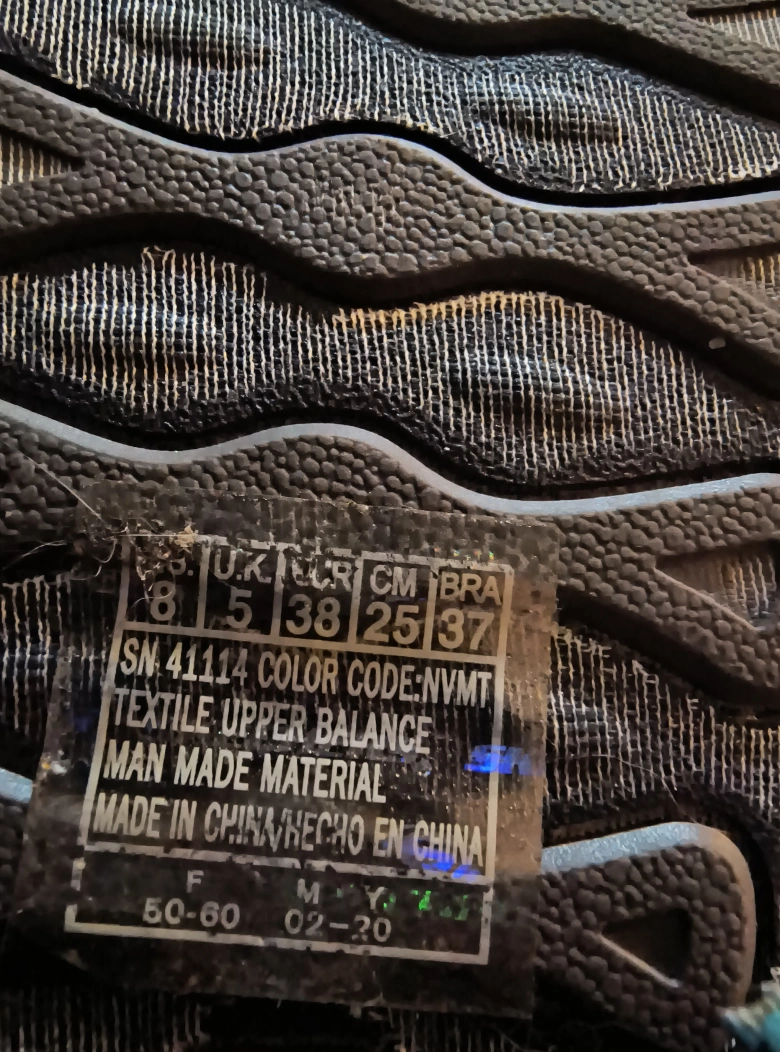 U.K. EUR CM BRA
8 5 38 25 37
SN 41114 COLOR CODE:NVMT
TEXTILE UPPER BALANCE
MAN MADE MATERIAL
MADE IN CHINA/HECHO EN CHINA
F M Y
50-60 02-20